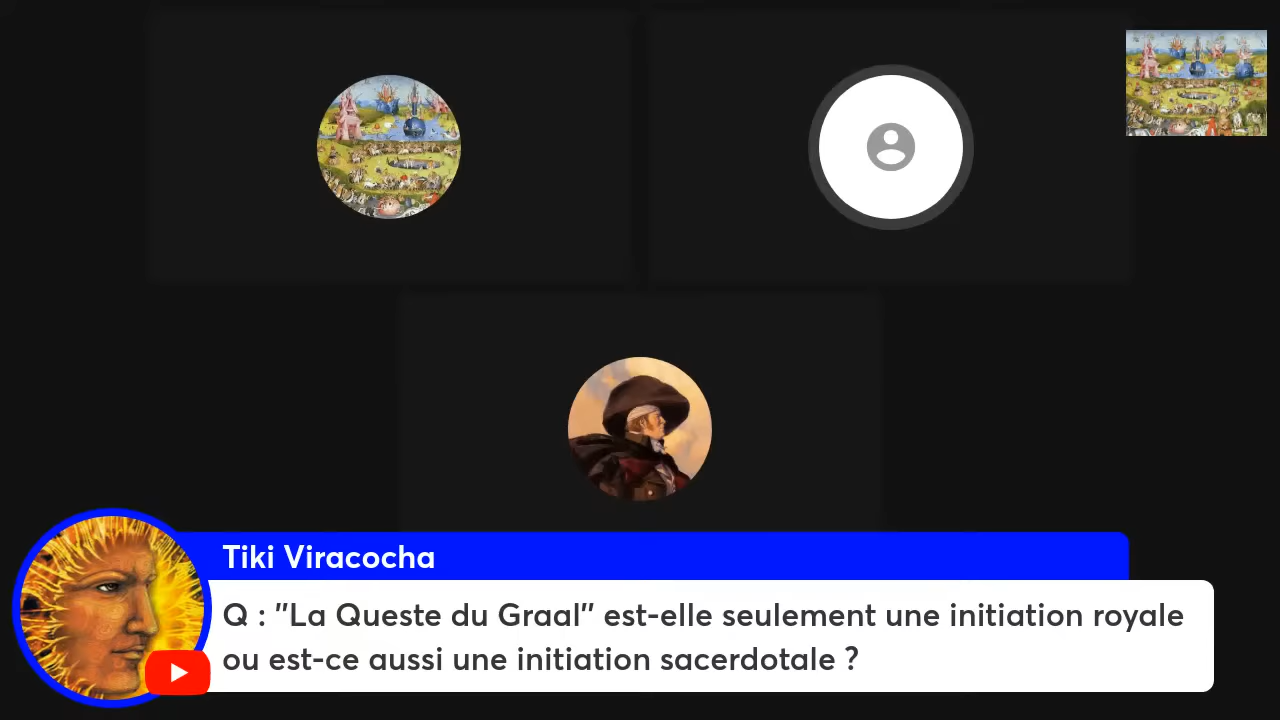 Tiki Viracocha
Q : "La Queste du Graal" est-elle seulement une initiation royale
ou est-ce aussi une initiation sacerdotale ?